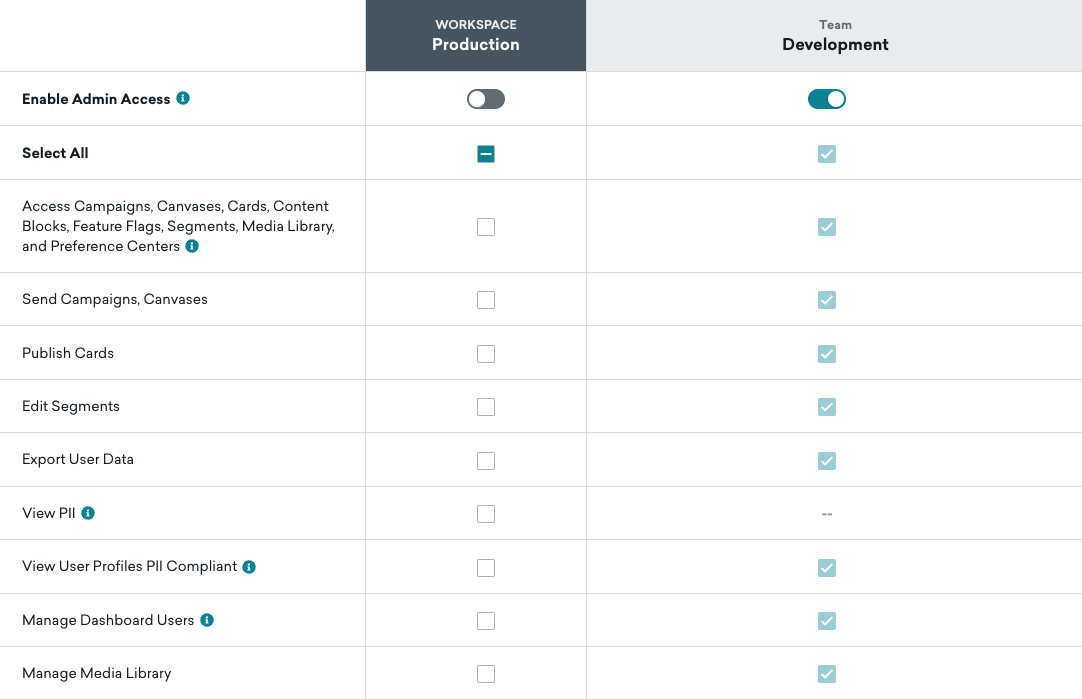 WORKSPACE
Production
Team
Development
Enable Admin Access
Select All
Access Campaigns, Canvases, Cards, Content
Blocks, Feature Flags, Segments, Media Library,
and Preference Centers
Send Campaigns, Canvases
Publish Cards
Edit Segments
Export User Data
View PII
--
View User Profiles PII Compliant
Manage Dashboard Users
Manage Media Library